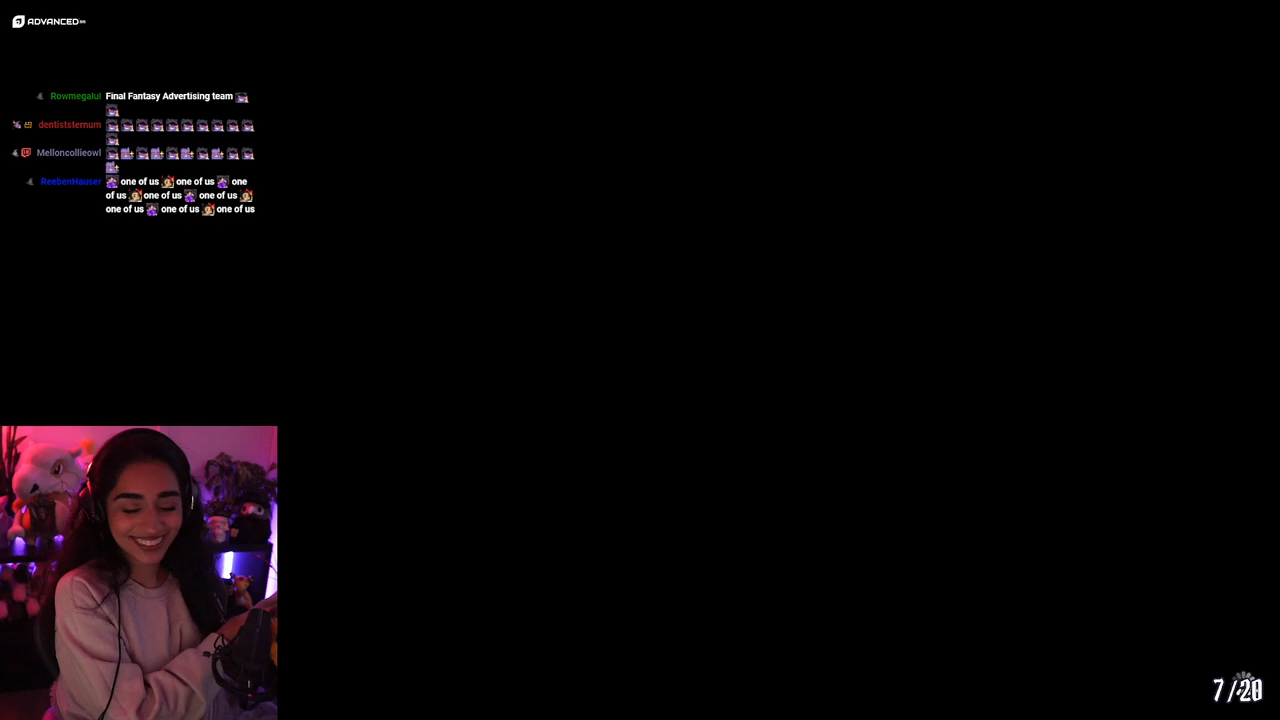 ADVANCED.GG
Rowmegalul Final Fantasy Advertising team
dentiststernum
Melloncollieowl
ReebenHauser one of us one of us one
of us one of us one of us
one of us one of us one of us
7/20